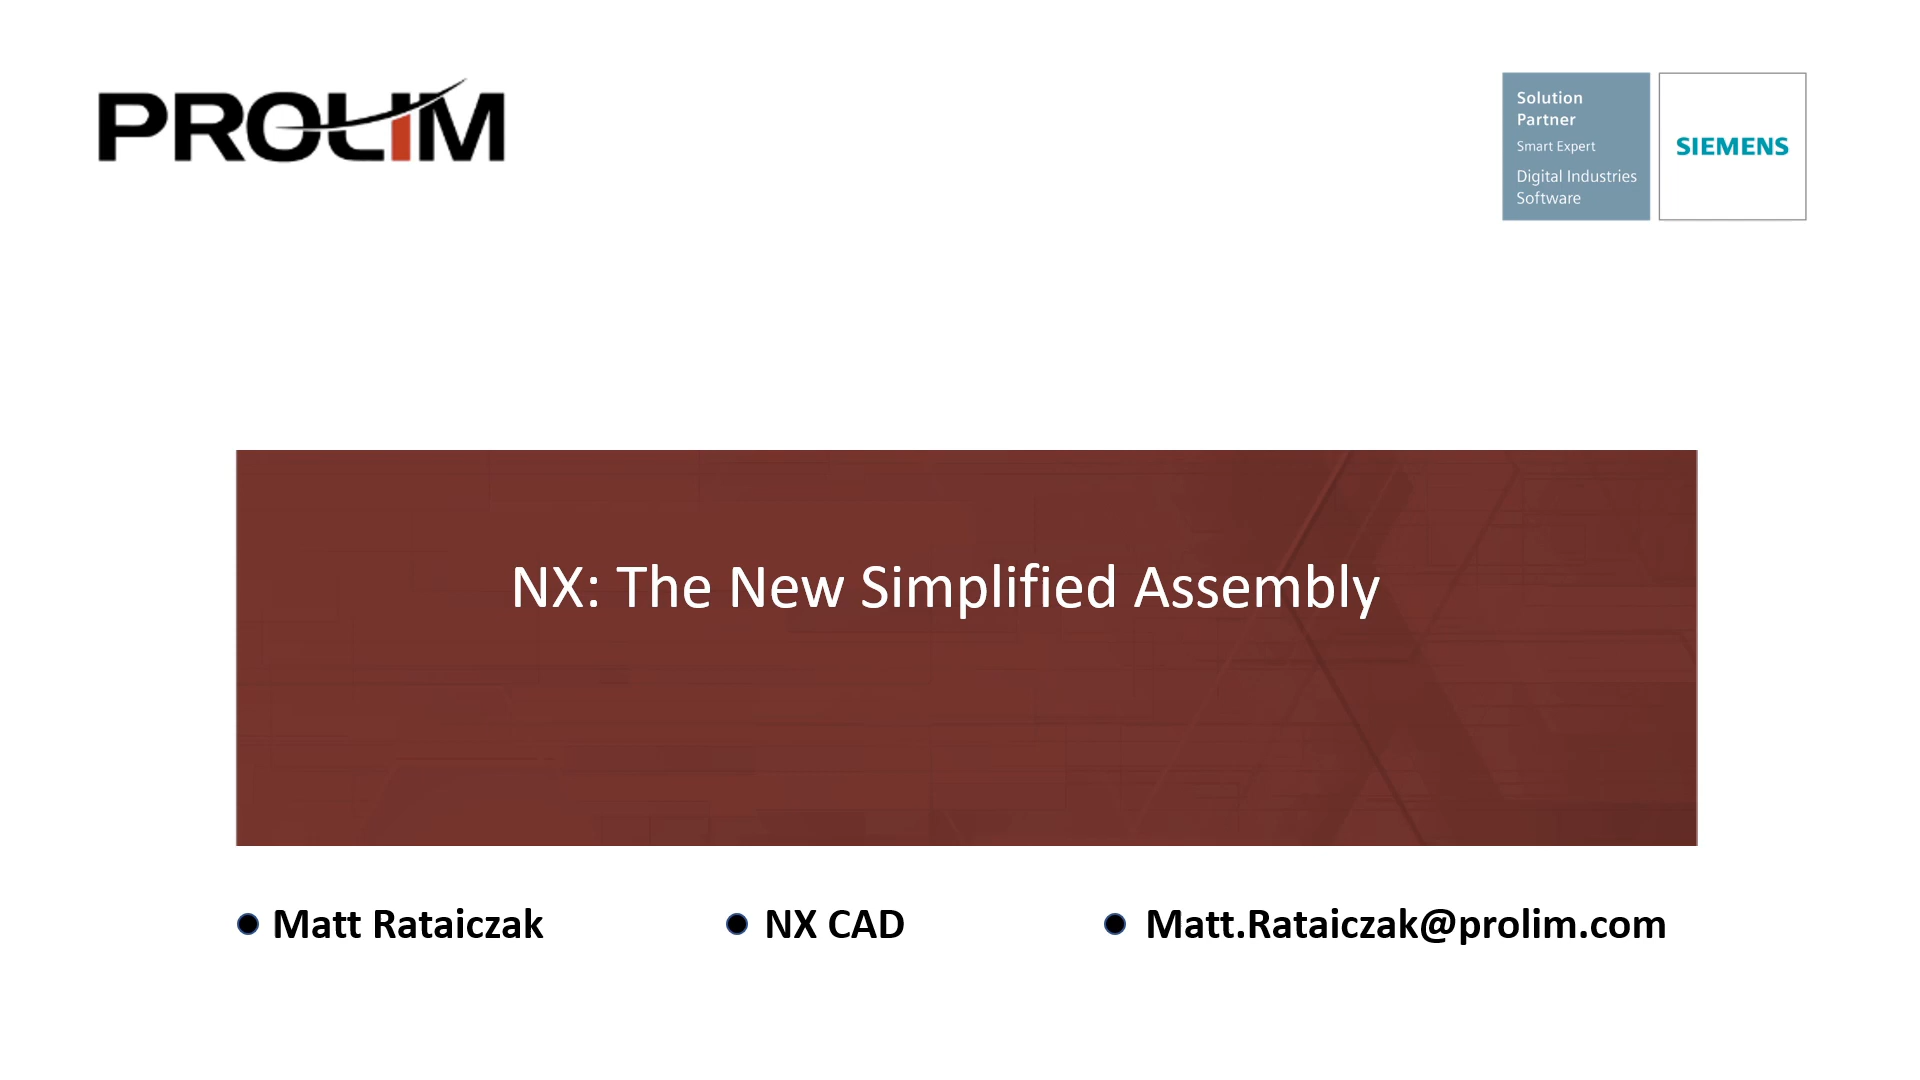 PROLIM
Solution
Partner
Smart Expert
Digital Industries
Software
SIEMENS
NX: The New Simplified Assembly
Matt Rataiczak
NX CAD
Matt.Rataiczak@prolim.com